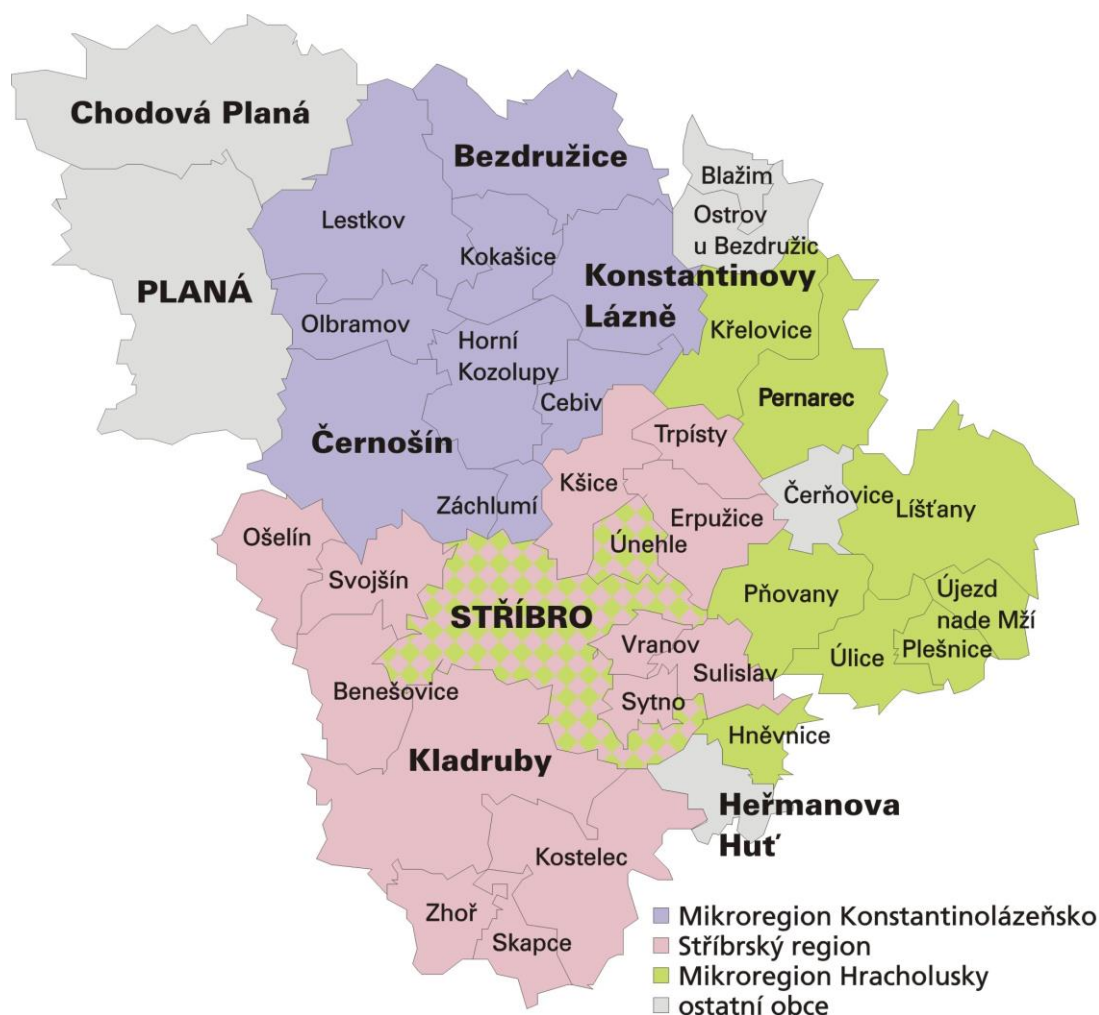 Chodová Planá
Bezdružice
Blažim
Lestkov
Ostrov
u Bezdružic
Kokašice
PLANÁ
Konstantinovy
Lázně
Olbramov
Křelovice
Horní
Kozolupy
Pernarec
Cebiv
Černošín
Trpísty
Kšice
Černovice
Líšťany
Záchlumí
Erpužice
Ošelín
Únehle
Svojšín
Pňovany
Újezd
nade Mží
STŘÍBRO
Vranov
Úlice
Plešnice
Sulislav
Benešovice
Sytno
Hněvnice
Kladruby
Heřmanova
Huť
Kostelec
Zhoř
Skapce
Mikroregion Konstantinolázeňsko
Stříbrský region
Mikroregion Hracholusky
ostatní obce